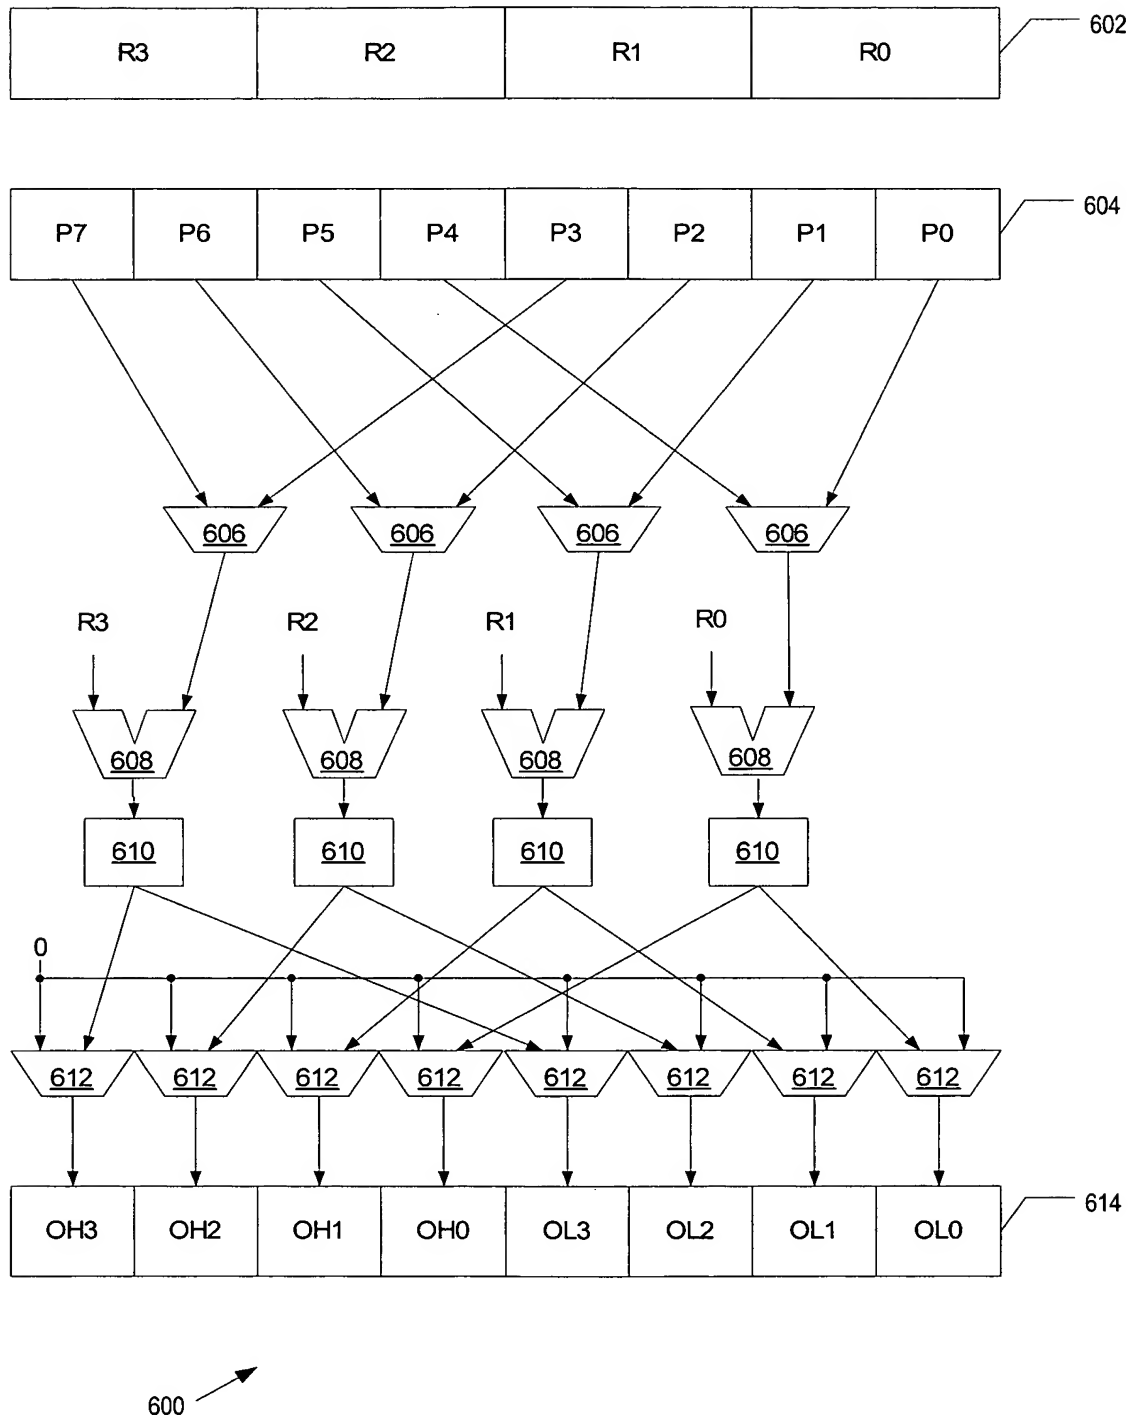 R3 R2 R1 R0 602
P7 P6 P5 P4 P3 P2 P1 P0 604
606 606 606 606
R3 R2 R1 R0
608 608 608 608
610 610 610 610
0
612 612 612 612 612 612 612 612
OH3 OH2 OH1 OH0 OL3 OL2 OL1 OL0 614
600